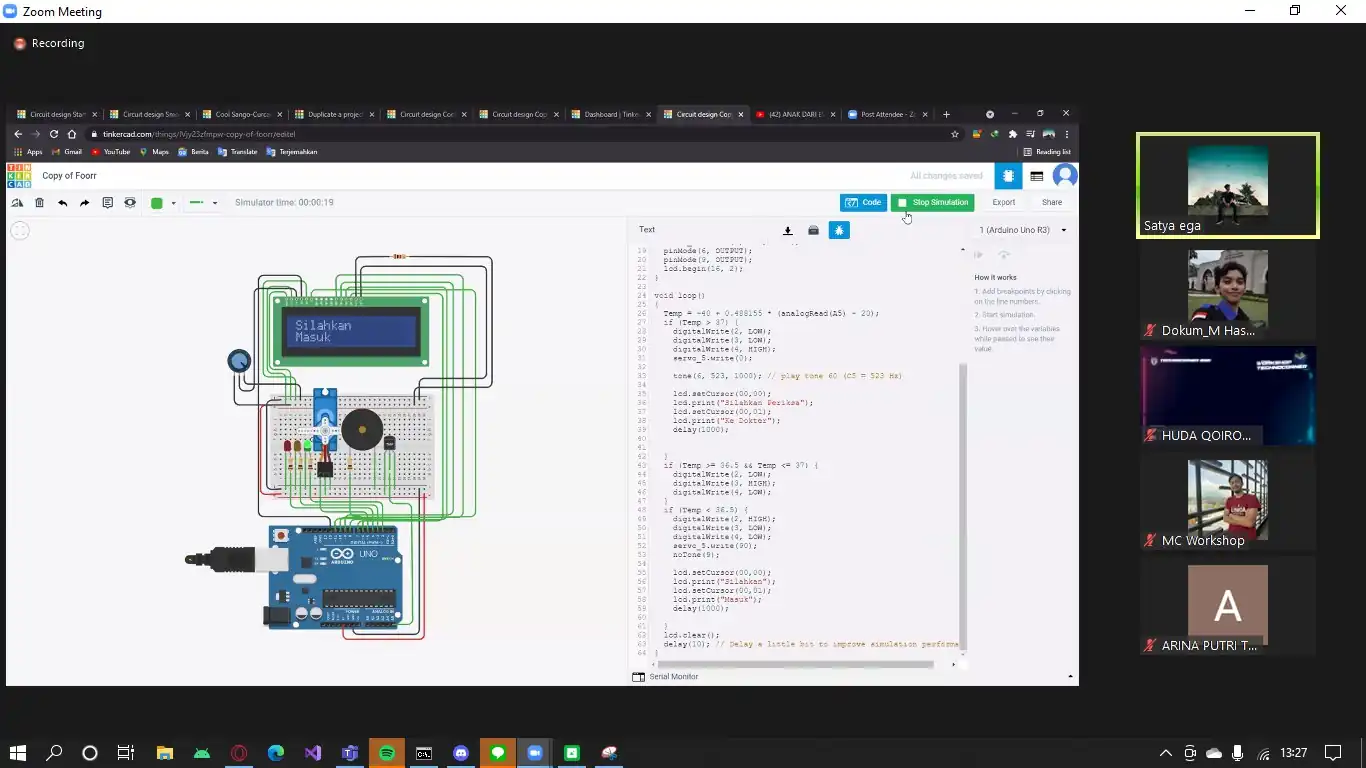 Zoom Meeting
Recording
Circuit design Star
Circuit design Smo
Cool Sango-Curca
Duplicate a projec
Circuit design Cop
Circuit design Cop
Dashboard | Tinke
Circuit design Cop
(42) ANAK DARI E
Post Attendee - Zo
tinkercad.com/things/
-copy-of-foorr/editel
Apps
Gmail
YouTube
Maps
Berita
Translate
Terjemahkan
Reading list
TIN
KER
CAD
Copy of Foorr
All changes saved
Simulator time: 00:00:19
Code
Stop Simulation
Export
Share
Text
1 (Arduino Uno R3)
19 pinMode(6, OUTPUT);
20 pinMode(9, OUTPUT);
21 lcd.begin(16, 2);
22 }
23
24 void loop()
25 {
26 Temp = -40 + 0.488155 * (analogRead(A5) - 20);
27 if (Temp > 37) {
28 digitalWrite(2, LOW);
29 digitalWrite(3, LOW);
30 digitalWrite(4, HIGH);
31 servo_5.write(0);
32
33 tone(6, 523, 1000); // play tone 60 (C5 = 523 Hz)
34
35 lcd.setCursor(00,00);
36 lcd.print("Silahkan Periksa");
37 lcd.setCursor(00,01);
38 lcd.print("Ke Dokter");
39 delay(1000);
40
41
42 }
43 if (Temp >= 36.5 && Temp <= 37) {
44 digitalWrite(2, LOW);
45 digitalWrite(3, HIGH);
46 digitalWrite(4, LOW);
47 }
48 if (Temp < 36.5) {
49 digitalWrite(2, HIGH);
50 digitalWrite(3, LOW);
51 digitalWrite(4, LOW);
52 servo_5.write(90);
53 noTone(9);
54
55 lcd.setCursor(00,00);
56 lcd.print("Silahkan");
57 lcd.setCursor(00,01);
58 lcd.print("Masuk");
59 delay(1000);
60
61 }
62 lcd.clear();
63 delay(10); // Delay a little bit to improve simulation performa
64 }
How it works
1. Add breakpoints by clicking
on the line numbers.
2. Start simulation.
3. Hover over the variables
while paused to see their
value.
Silahkan
Masuk
UNO
ARDUINO
Serial Monitor
Satya ega
Dokum_M Has...
HUDA QOIRO...
MC Workshop
ARINA PUTRI T...
A
WORKSHOP
TECHNOCORNER
13:27